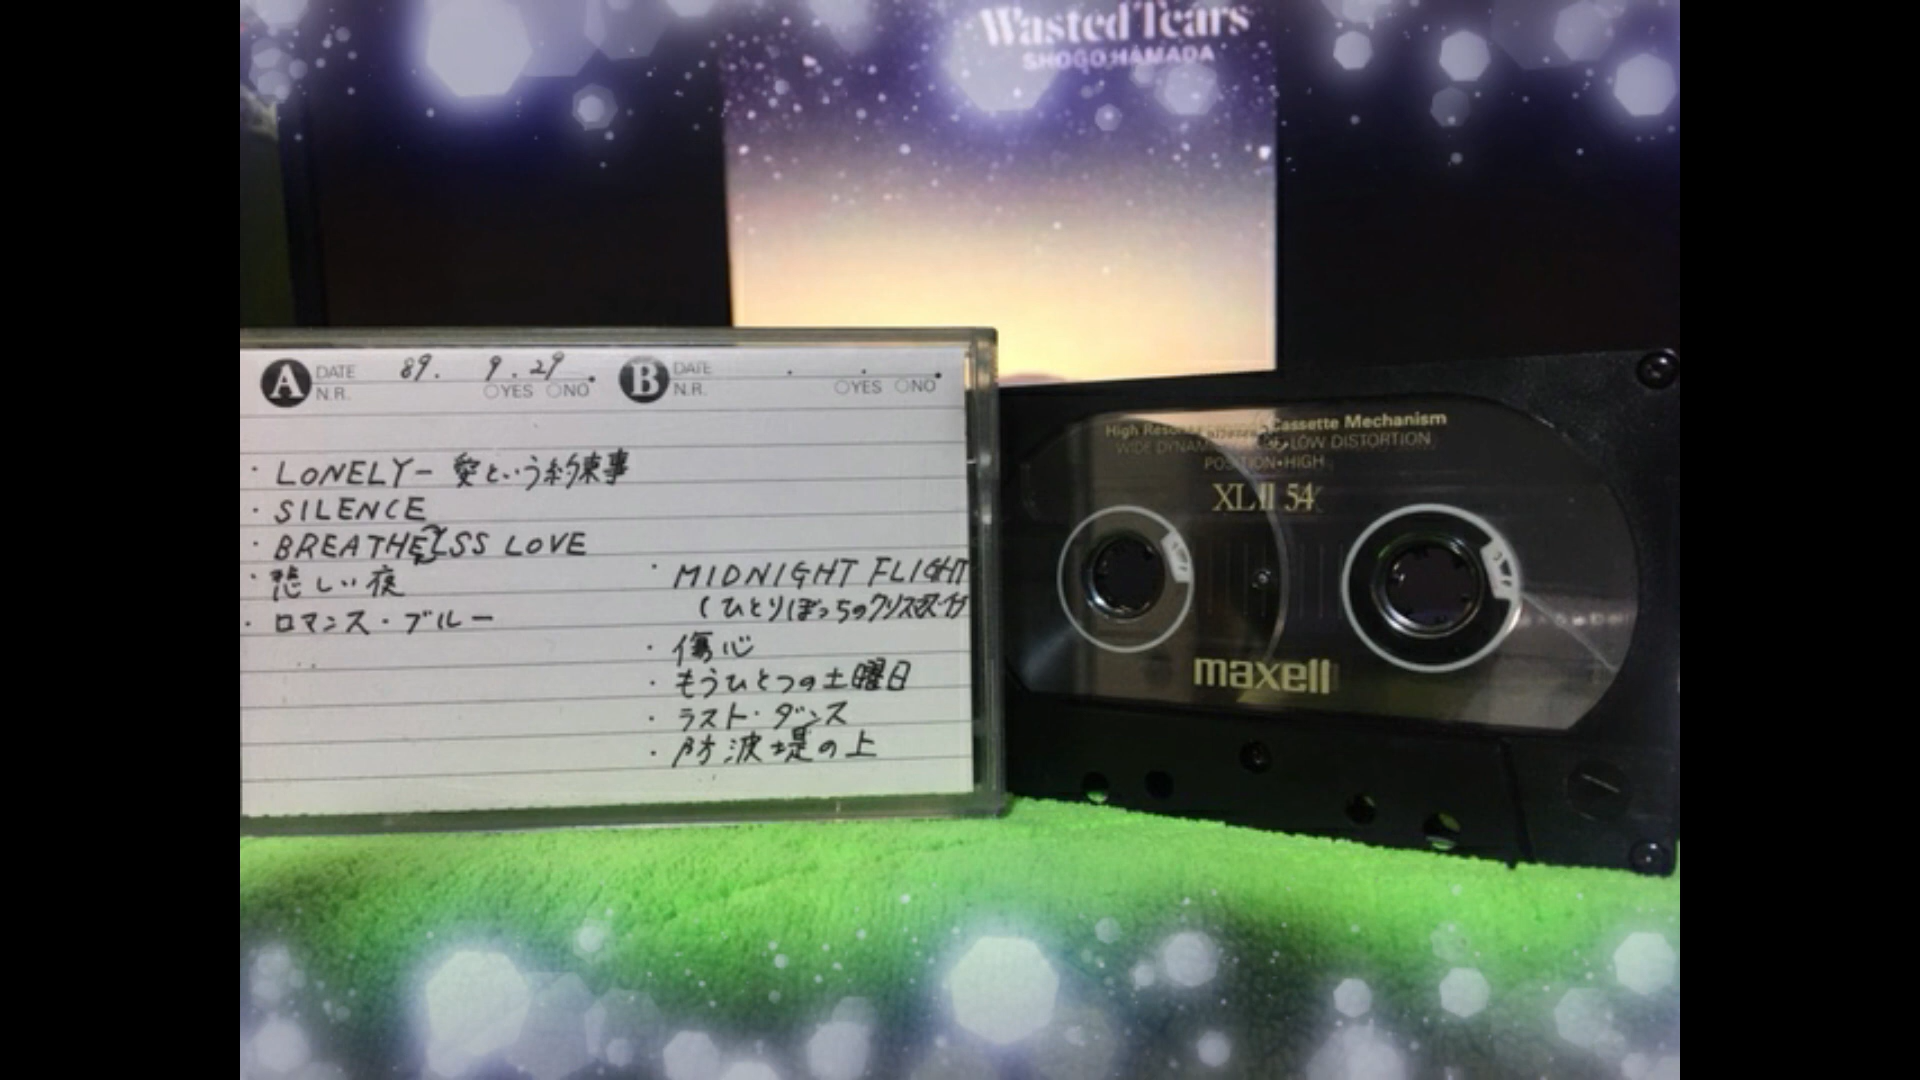 Wasted Tears
SHOGO HAMADA
A DATE 89. 9. 29
N.R. ○YES ○NO
B DATE . .
N.R. ○YES ○NO
・LONELY－愛という約束事
・SILENCE
・BREATHELSS LOVE
・悲しい夜
・ロマンス・ブルー
・MIDNIGHT FLIGHT
(ひとりぼっちのクリスマス・イブ
・傷心
・もうひとつの土曜日
・ラスト・ダンス
・防波堤の上
High Cassette Mechanism
WIDE LOW DISTORTION
POSITION•HIGH
XLII 54
maxell